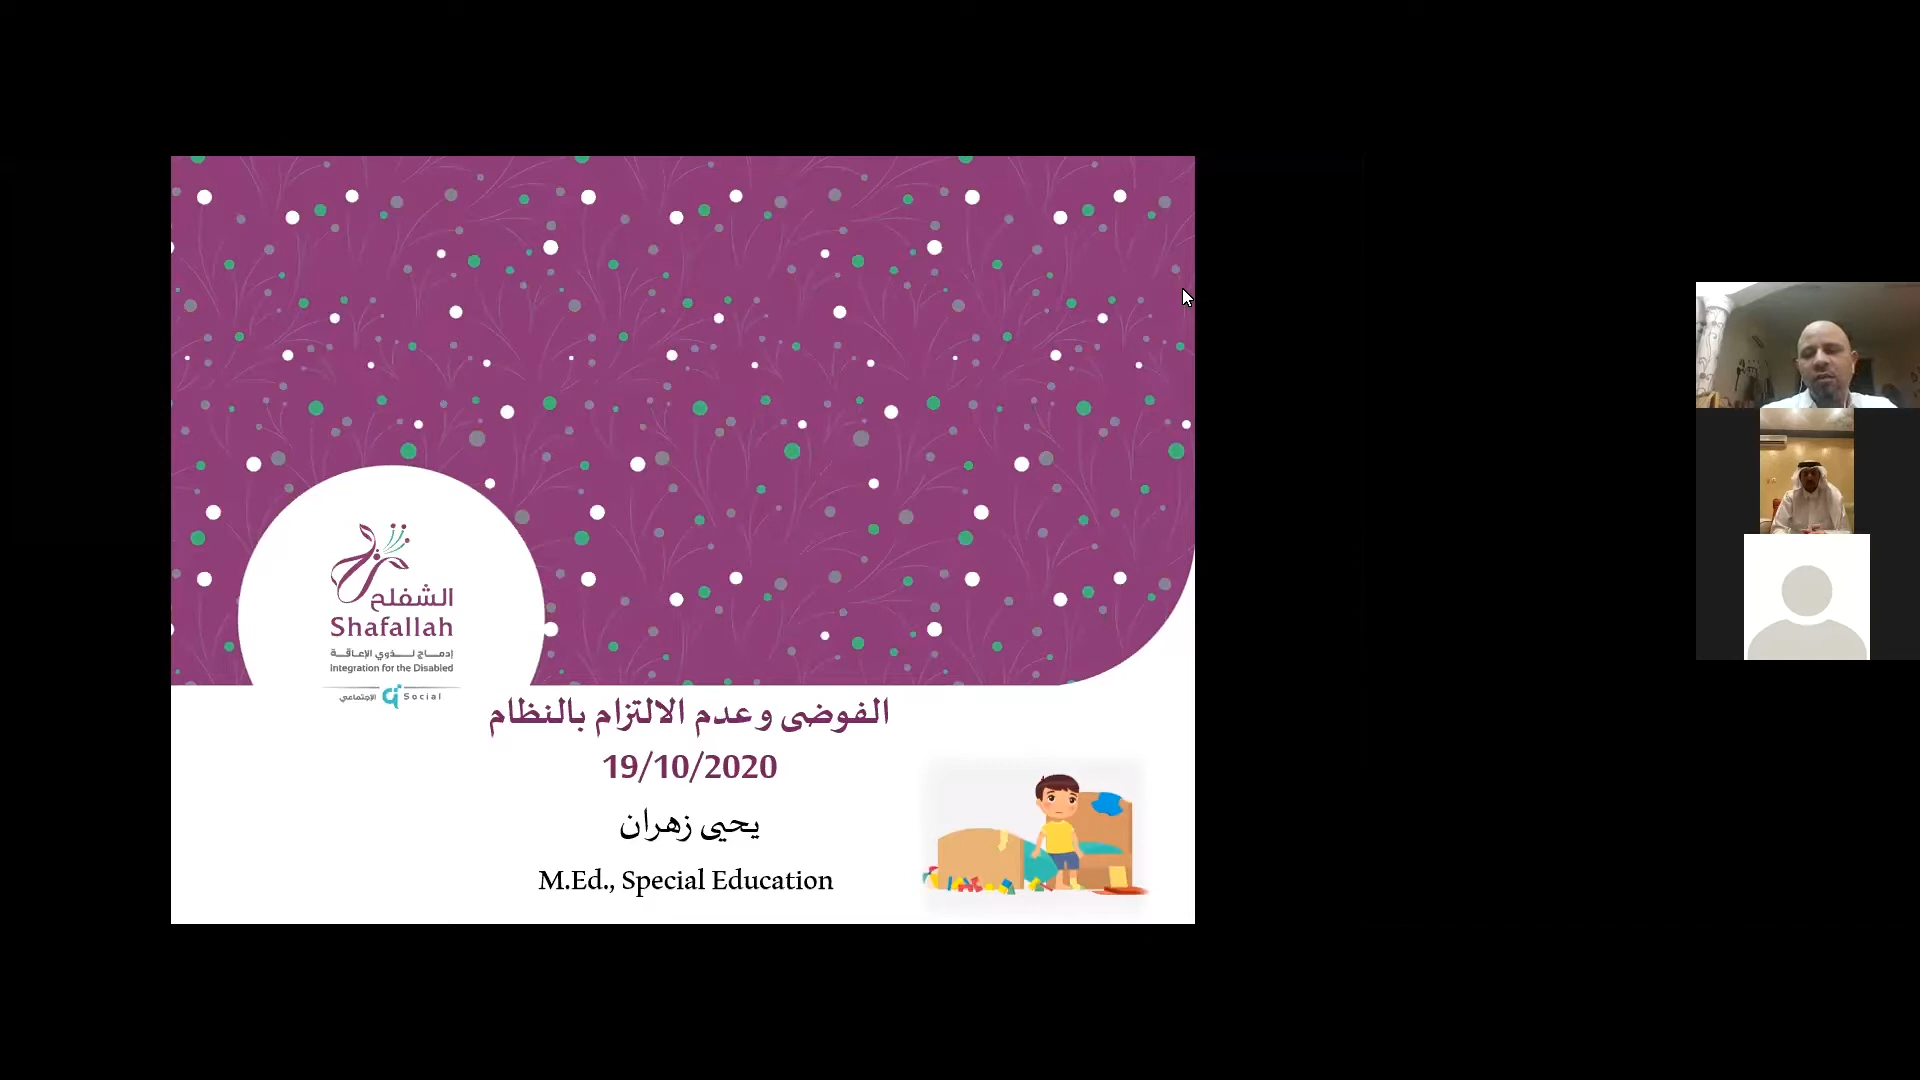 الشفلح
Shafallah
إدماج لذوي الإعاقة
Integration for the Disabled
الإجتماعي Social
الفوضى وعدم الالتزام بالنظام
19/10/2020
يحيى زهران
M.Ed., Special Education